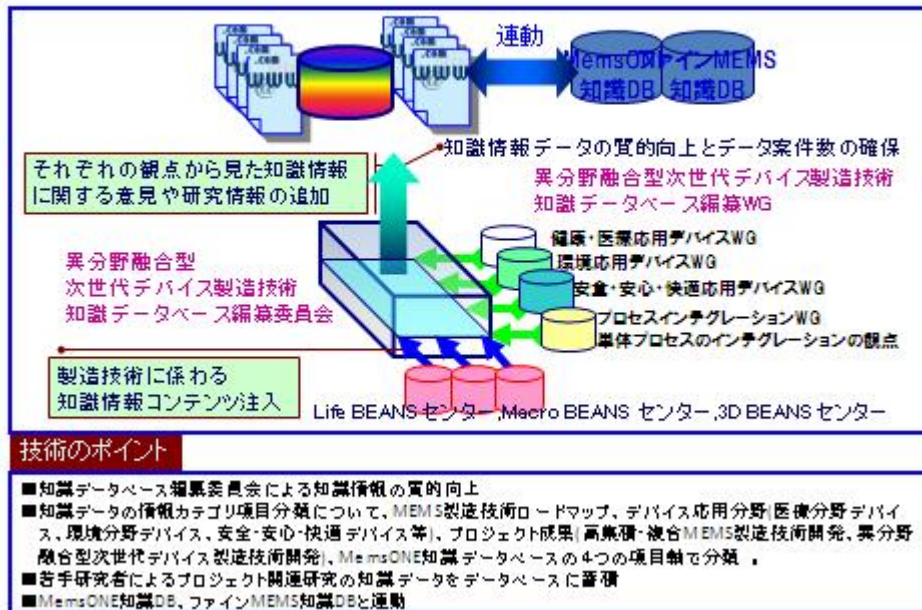 .com
www
.com
www
連動
MemsON
ファインMEMS
知識DB
知識DB
それぞれの観点から見た知識情報
に関する意見や研究情報の追加
知識情報データの質的向上とデータ案件数の確保
異分野融合型次世代デバイス製造技術
知識データベース編纂WG
健康・医療応用デバイスWG
環境応用デバイスWG
安全・安心・快適応用デバイスWG
プロセスインテグレーションWG
単体プロセスのインテグレーションの観点
異分野融合型
次世代デバイス製造技術
知識データベース編纂委員会
製造技術に係わる
知識情報コンテンツ注入
Life BEANS センター,Macro BEANS センター,3D BEANS センター
技術のポイント
■知識データベース編纂委員会による知識情報の質的向上
■知識データの情報カテゴリ項目分類について、MEMS製造技術ロードマップ、デバイス応用分野(医療分野デバイ
ス、環境分野デバイス、安全・安心・快適デバイス等)、プロジェクト成果(高集積・複合MEMS製造技術開発、異分野
融合型次世代デバイス製造技術開発)、MemsONE知識データベースの4つの項目軸で分類 。
■若手研究者によるプロジェクト関連研究の知識データをデータベースに蓄積
■MemsONE知識DB、ファインMEMS知識DBと連動